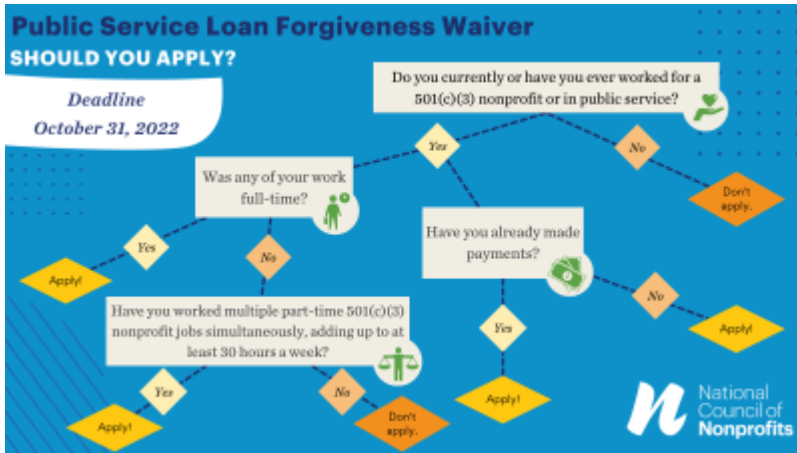 Public Service Loan Forgiveness Waiver
SHOULD YOU APPLY?
Deadline
October 31, 2022
Do you currently or have you ever worked for a
501(c)(3) nonprofit or in public service?
Yes
No
Don't
apply.
Was any of your work
full-time?
Yes
Apply!
No
Have you already made
payments?
No
Apply!
Yes
Apply!
Have you worked multiple part-time 501(c)(3)
nonprofit jobs simultaneously, adding up to at
least 30 hours a week?
Yes
Apply!
No
Don't
apply.
National
Council of
Nonprofits